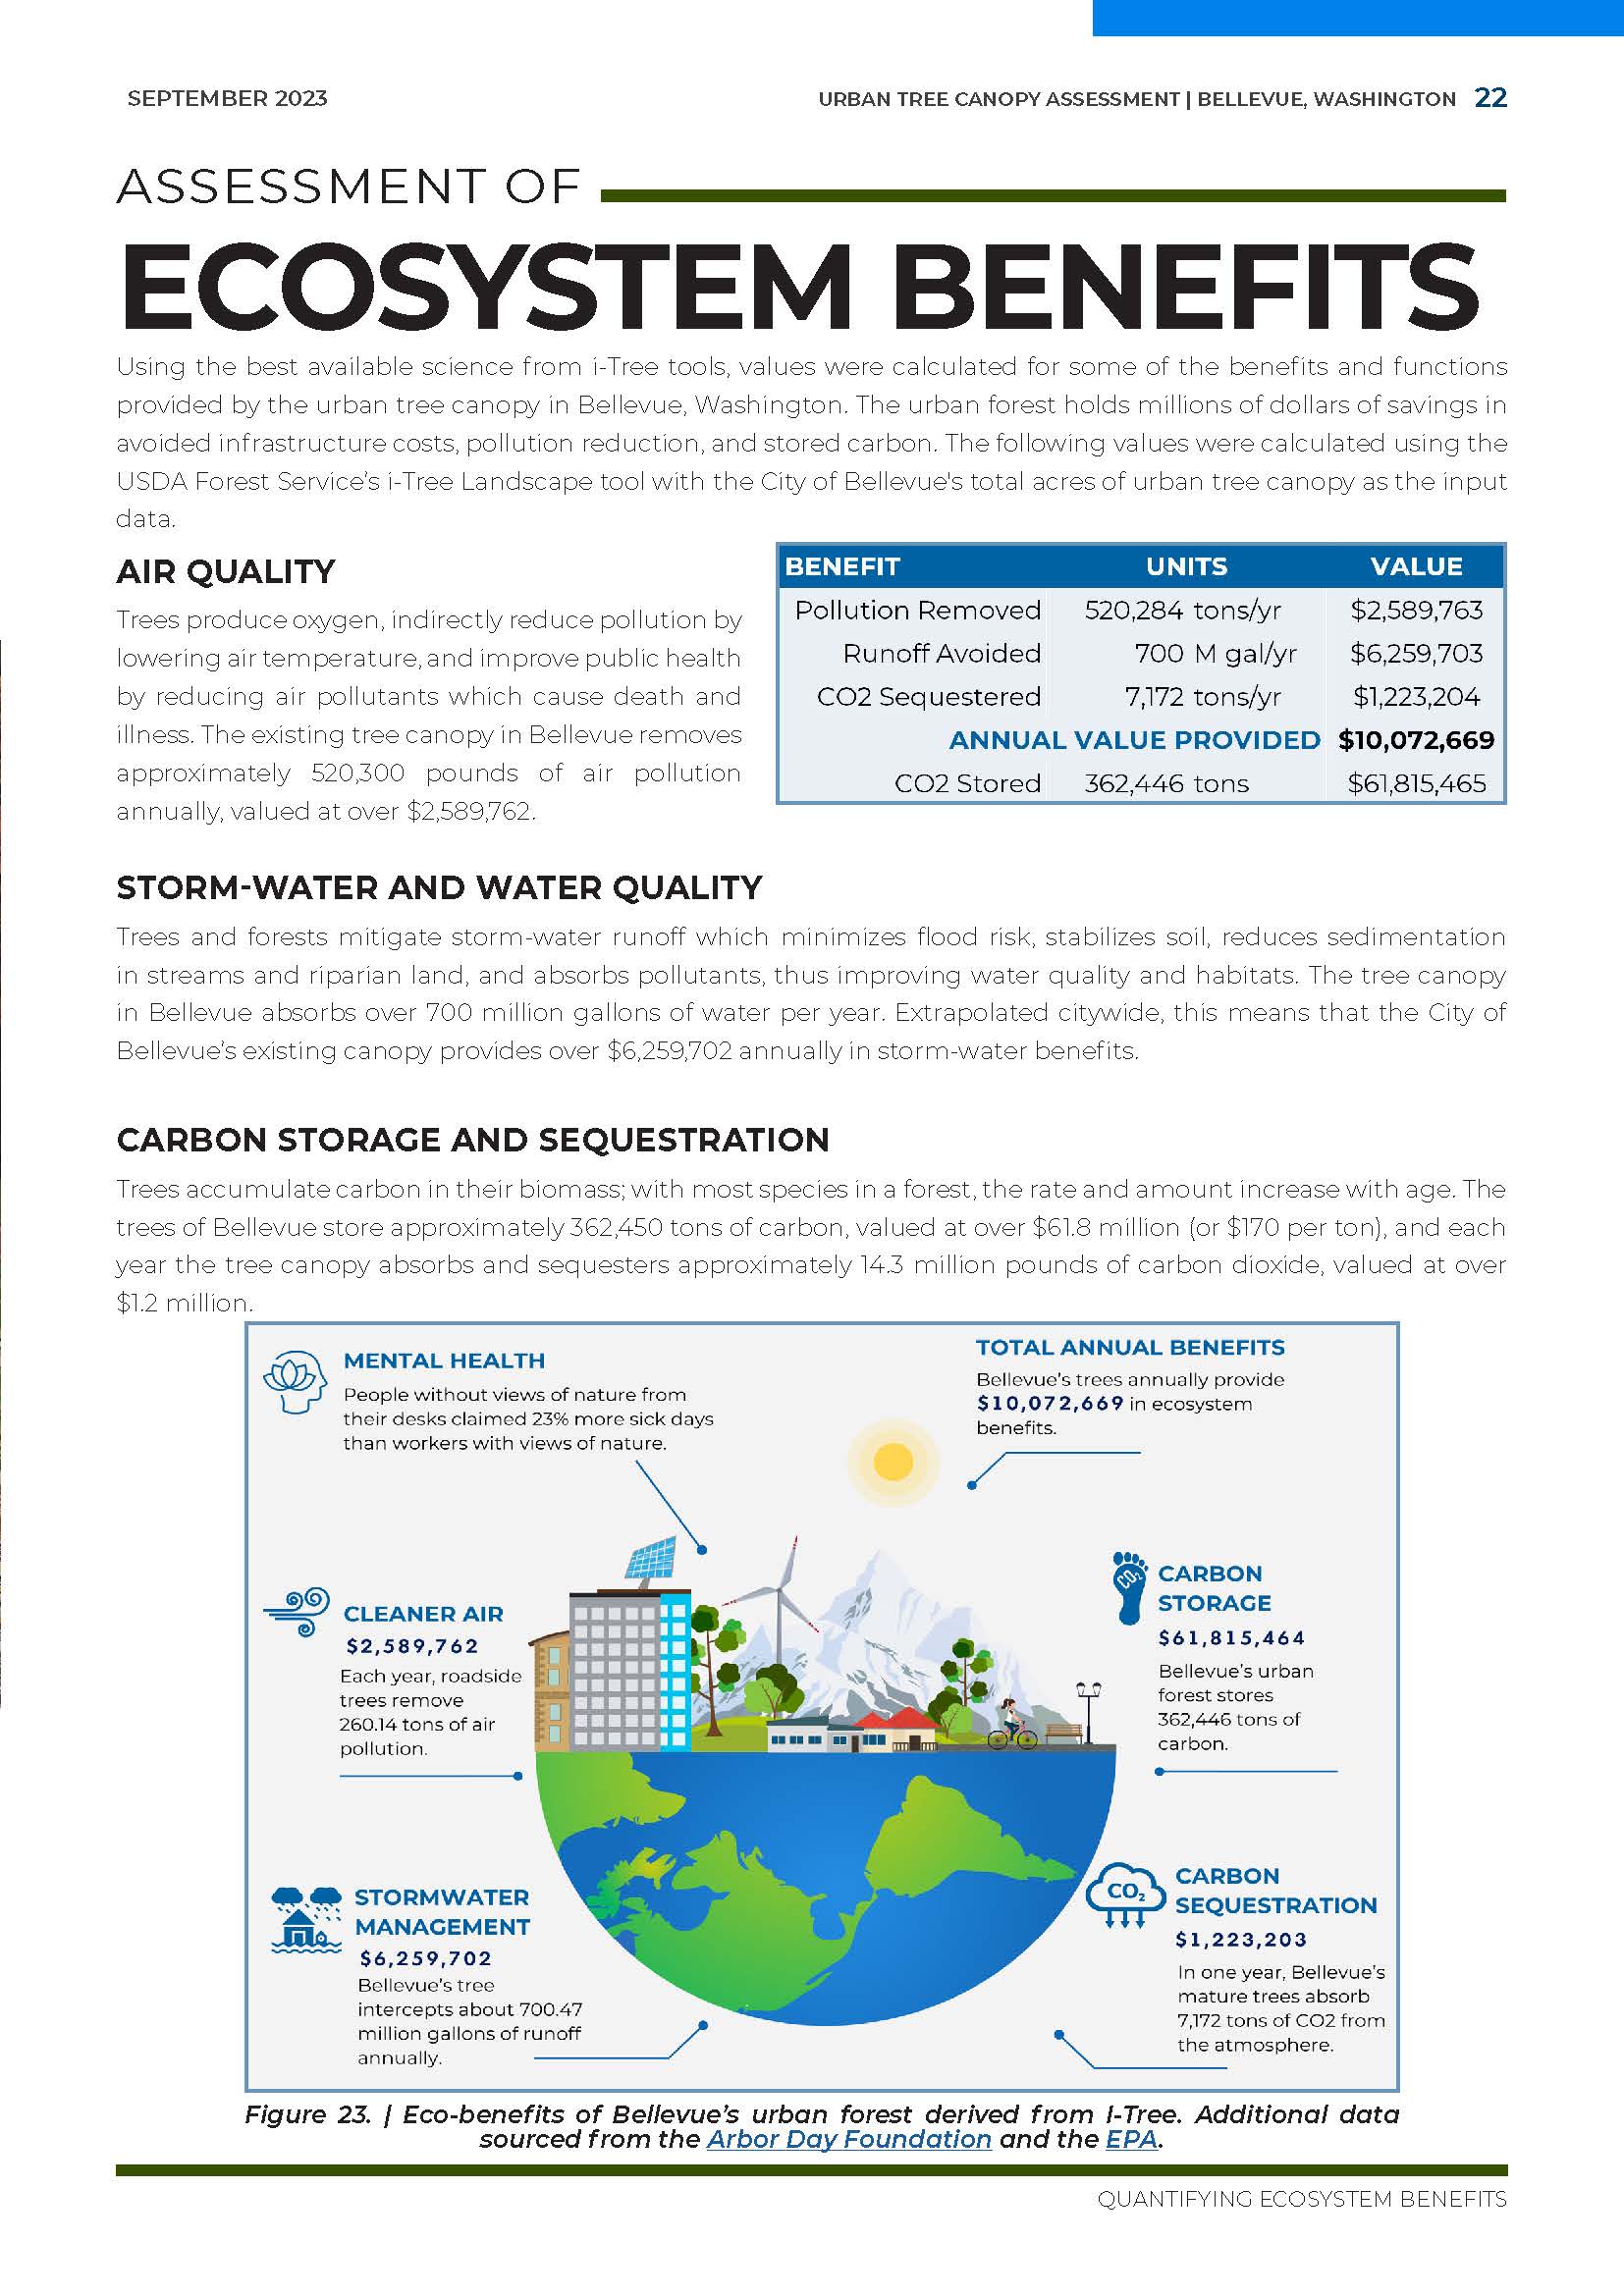 SEPTEMBER 2023
URBAN TREE CANOPY ASSESSMENT | BELLEVUE, WASHINGTON 22
ASSESSMENT OF
ECOSYSTEM BENEFITS
Using the best available science from i-Tree tools, values were calculated for some of the benefits and functions
provided by the urban tree canopy in Bellevue, Washington. The urban forest holds millions of dollars of savings in
avoided infrastructure costs, pollution reduction, and stored carbon. The following values were calculated using the
USDA Forest Service's i-Tree Landscape tool with the City of Bellevue's total acres of urban tree canopy as the input
data.
AIR QUALITY
Trees produce oxygen, indirectly reduce pollution by
lowering air temperature, and improve public health
by reducing air pollutants which cause death and
illness. The existing tree canopy in Bellevue removes
approximately 520,300 pounds of air pollution
annually, valued at over $2,589,762.
BENEFIT UNITS VALUE
Pollution Removed 520,284 tons/yr $2,589,763
Runoff Avoided 700 M gal/yr $6,259,703
CO2 Sequestered 7,172 tons/yr $1,223,204
ANNUAL VALUE PROVIDED $10,072,669
CO2 Stored 362,446 tons $61,815,465
STORM-WATER AND WATER QUALITY
Trees and forests mitigate storm-water runoff which minimizes flood risk, stabilizes soil, reduces sedimentation
in streams and riparian land, and absorbs pollutants, thus improving water quality and habitats. The tree canopy
in Bellevue absorbs over 700 million gallons of water per year. Extrapolated citywide, this means that the City of
Bellevue's existing canopy provides over $6,259,702 annually in storm-water benefits.
CARBON STORAGE AND SEQUESTRATION
Trees accumulate carbon in their biomass; with most species in a forest, the rate and amount increase with age. The
trees of Bellevue store approximately 362,450 tons of carbon, valued at over $61.8 million (or $170 per ton), and each
year the tree canopy absorbs and sequesters approximately 14.3 million pounds of carbon dioxide, valued at over
$1.2 million.
MENTAL HEALTH
People without views of nature from
their desks claimed 23% more sick days
than workers with views of nature.
TOTAL ANNUAL BENEFITS
Bellevue's trees annually provide
$10,072,669 in ecosystem
benefits.
CLEANER AIR
$2,589,762
Each year, roadside
trees remove
260.14 tons of air
pollution.
CO2
CARBON
STORAGE
$61,815,464
Bellevue's urban
forest stores
362,446 tons of
carbon.
STORMWATER
MANAGEMENT
$6,259,702
Bellevue's tree
intercepts about 700.47
million gallons of runoff
annually.
CO₂
CARBON
SEQUESTRATION
$1,223,203
In one year, Bellevue's
mature trees absorb
7,172 tons of CO2 from
the atmosphere.
Figure 23. | Eco-benefits of Bellevue's urban forest derived from I-Tree. Additional data
sourced from the Arbor Day Foundation and the EPA.
QUANTIFYING ECOSYSTEM BENEFITS